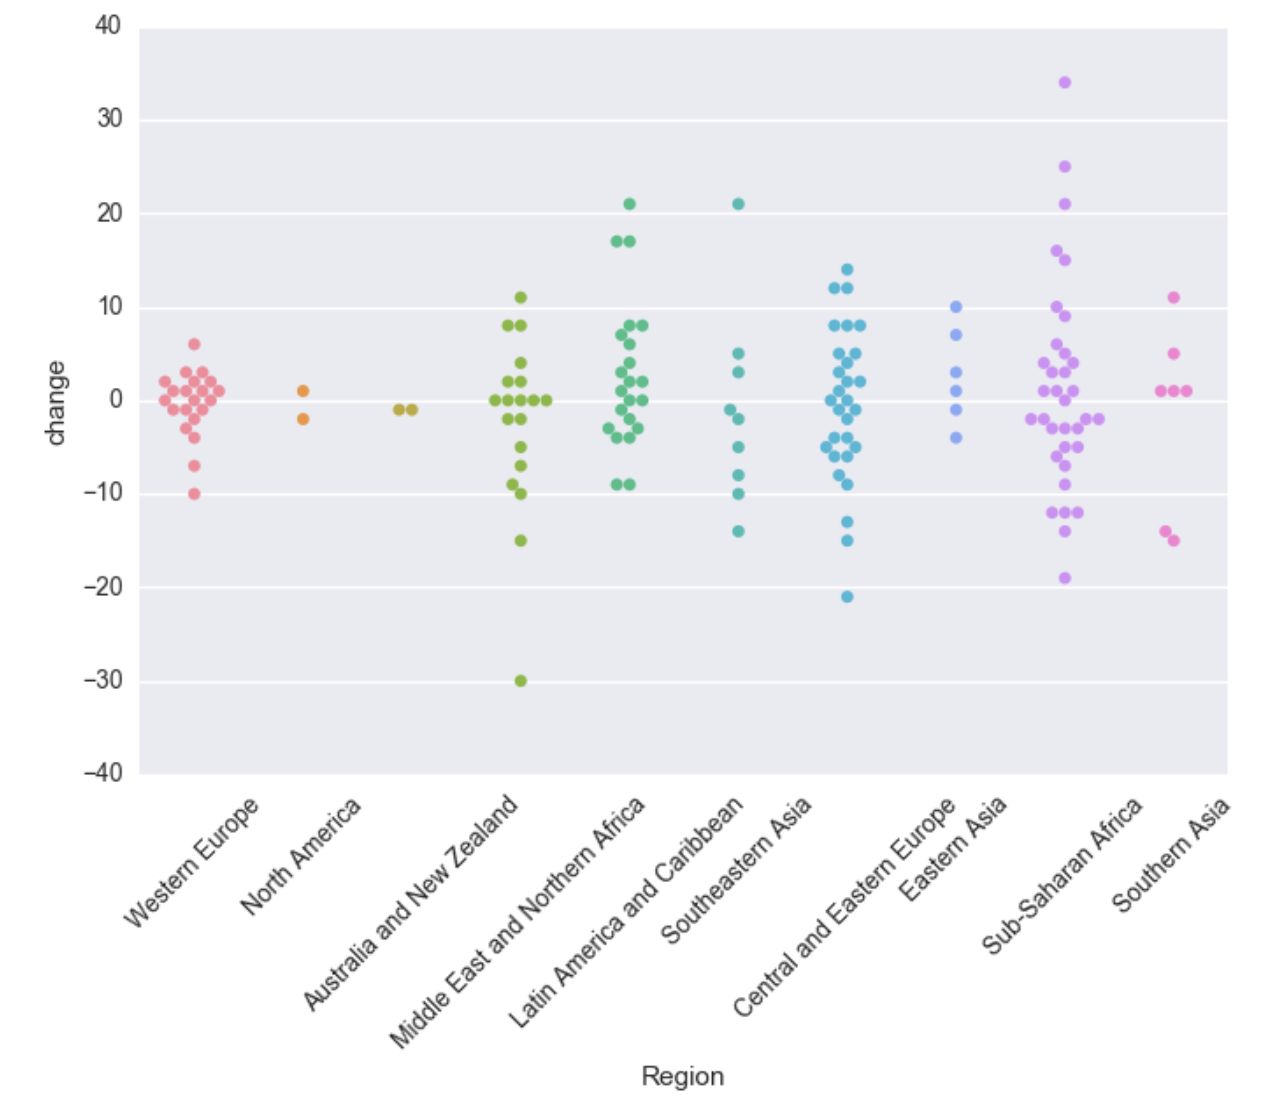 40
30
20
10
0
−10
−20
−30
−40
change
Western Europe
North America
Australia and New Zealand
Middle East and Northern Africa
Latin America and Caribbean
Southeastern Asia
Central and Eastern Europe
Eastern Asia
Sub-Saharan Africa
Southern Asia
Region